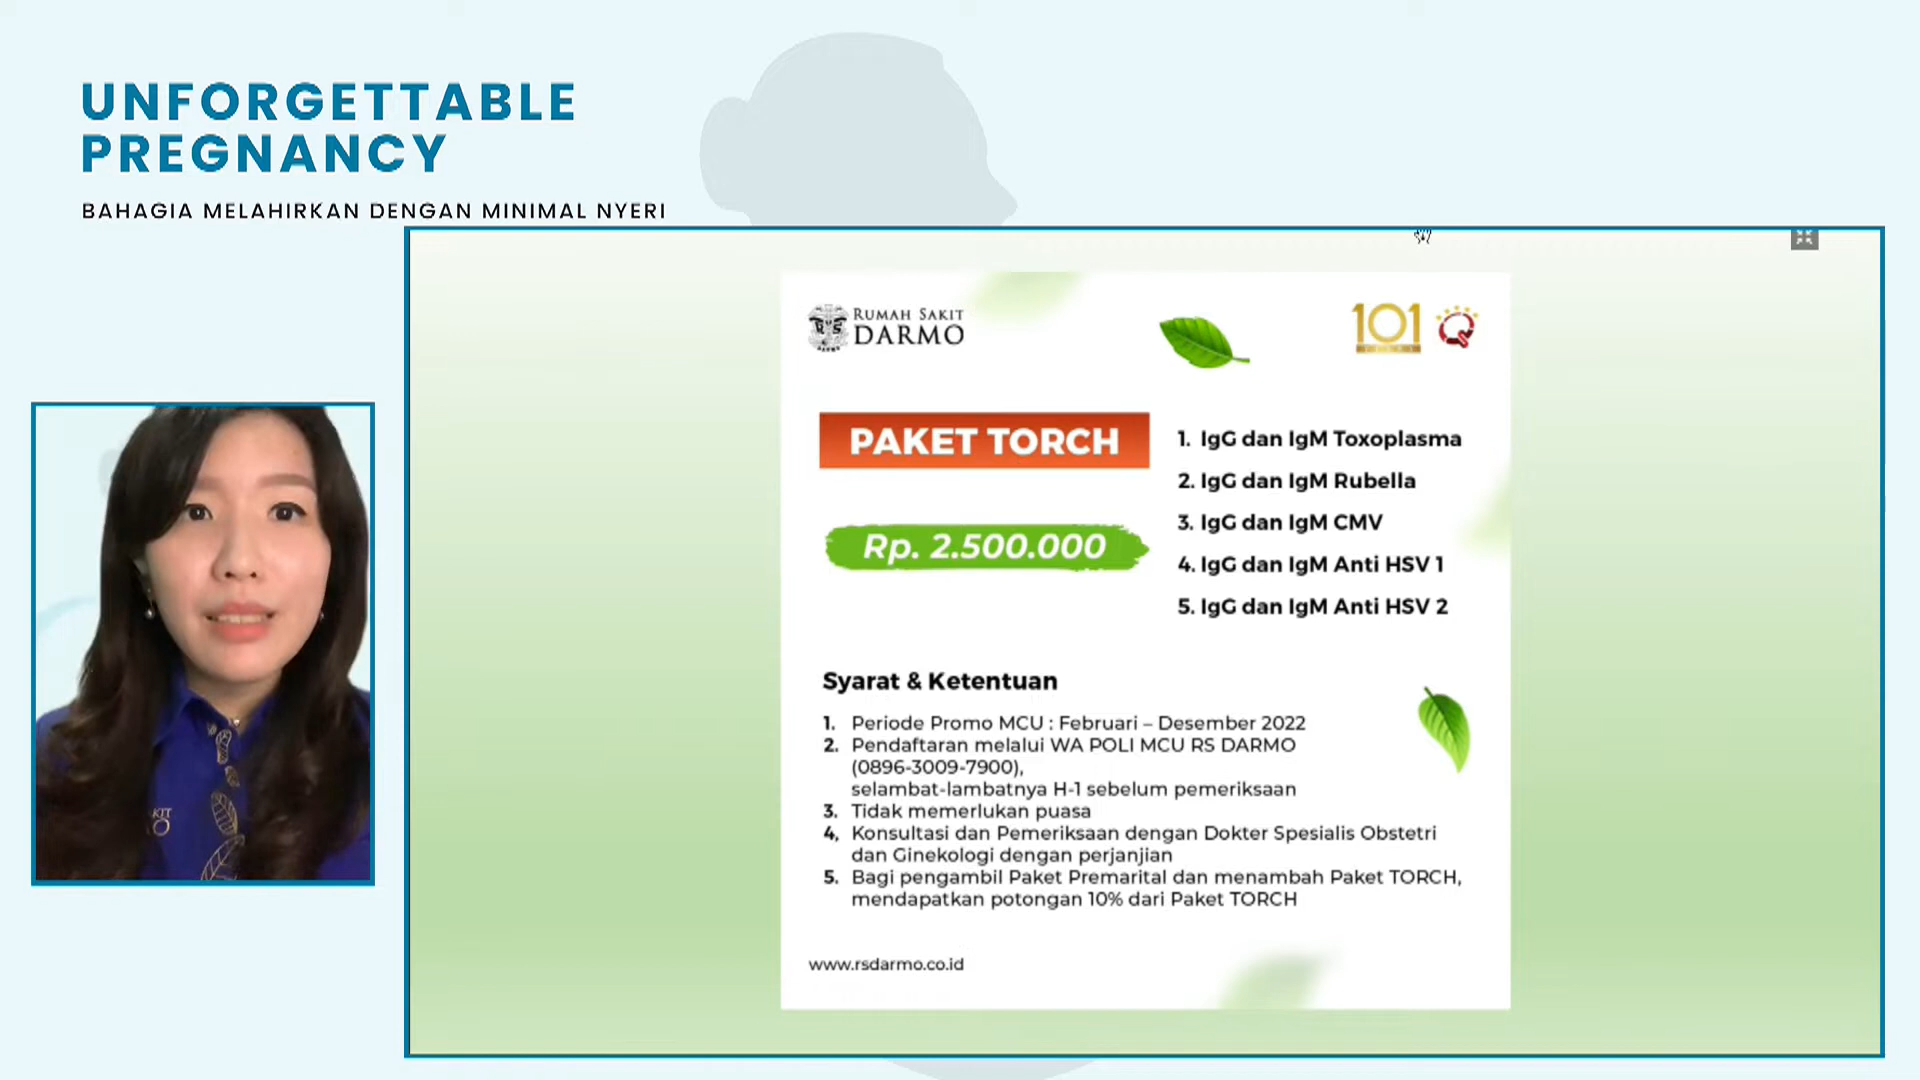 UNFORGETTABLE
PREGNANCY
BAHAGIA MELAHIRKAN DENGAN MINIMAL NYERI
RUMAH SAKIT
DARMO
101
PAKET TORCH
Rp. 2.500.000
1. IgG dan IgM Toxoplasma
2. IgG dan IgM Rubella
3. IgG dan IgM CMV
4. IgG dan IgM Anti HSV 1
5. IgG dan IgM Anti HSV 2
Syarat & Ketentuan
1. Periode Promo MCU : Februari – Desember 2022
2. Pendaftaran melalui WA POLI MCU RS DARMO
(0896-3009-7900),
selambat-lambatnya H-1 sebelum pemeriksaan
3. Tidak memerlukan puasa
4, Konsultasi dan Pemeriksaan dengan Dokter Spesialis Obstetri
dan Ginekologi dengan perjanjian
5. Bagi pengambil Paket Premarital dan menambah Paket TORCH,
mendapatkan potongan 10% dari Paket TORCH
www.rsdarmo.co.id